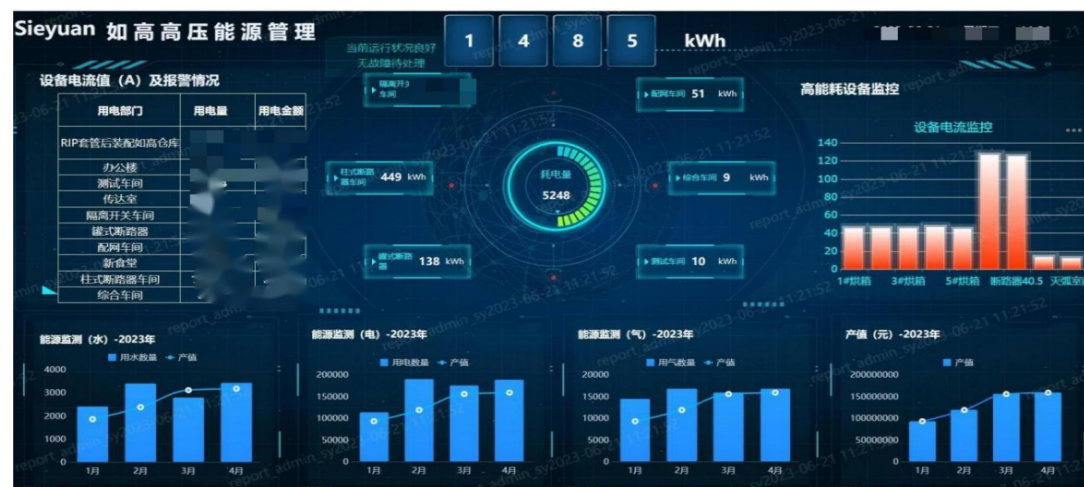 Sieyuan 如高高压能源管理
当前运行状况良好
无故障待处理
1 4 8 5 kWh
设备电流值（A）及报警情况
用电部门 用电量 用电金额
RIP套管后装配如高仓库
办公楼
测试车间
传达室
隔离开关车间
罐式断路器
配网车间
新食堂
柱式断路器车间
综合车间
车间
配网车间 51 kWh
柱式断路
器车间 449 kWh
综合车间 9 kWh
罐式断路
器 138 kWh
测试车间 10 kWh
耗电量
5248
高能耗设备监控
设备电流监控
140
120
100
80
60
40
20
0
1#烘箱 3#烘箱 5#烘箱 断路器40.5 天弧室
能源监测（水）-2023年
用水数量 产值
4000
3000
2000
1000
0
1月 2月 3月 4月
能源监测（电）-2023年
用电数量 产值
200000
150000
100000
50000
0
1月 2月 3月 4月
能源监测（气）-2023年
用气数量 产值
20000
15000
10000
5000
0
1月 2月 3月 4月
产值（元）-2023年
产值
200000000
150000000
100000000
50000000
0
1月 2月 3月 4月
report_admin_sy2023-06-21 11:21:52